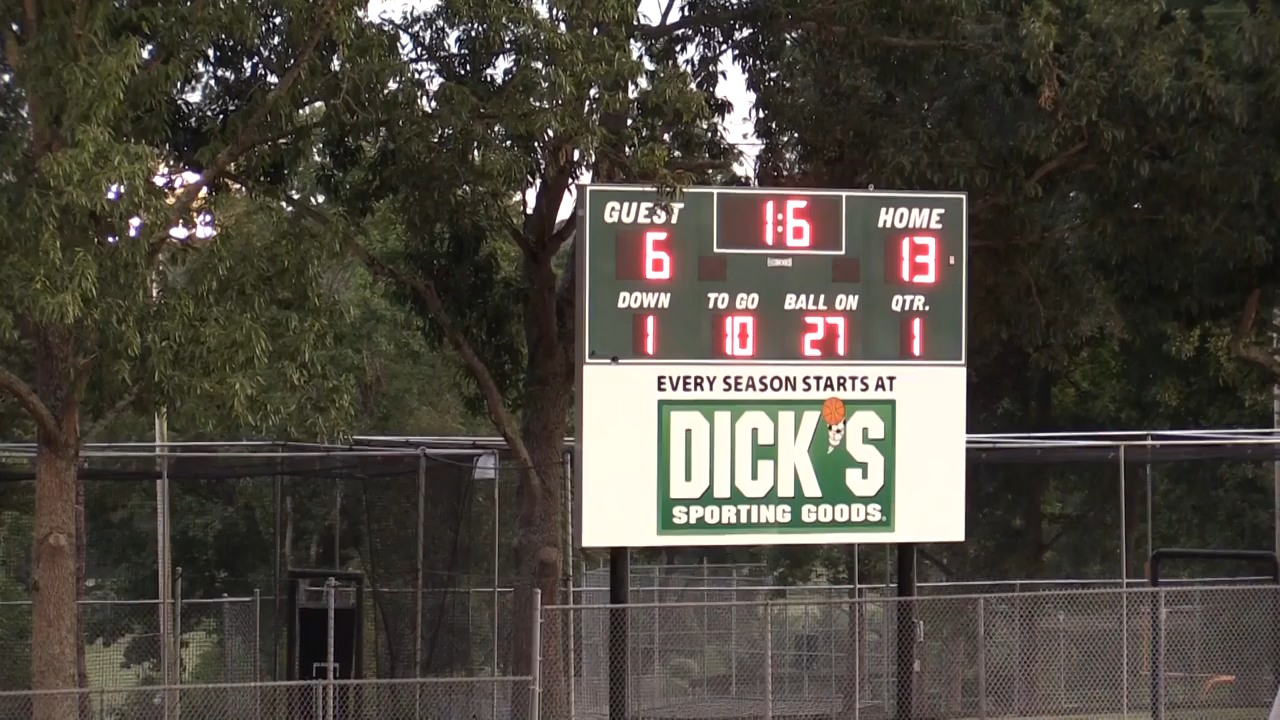 GUEST 1:6 HOME
6 13
DOWN TO GO BALL ON QTR.
1 10 27 1
EVERY SEASON STARTS AT
DICK'S
SPORTING GOODS.